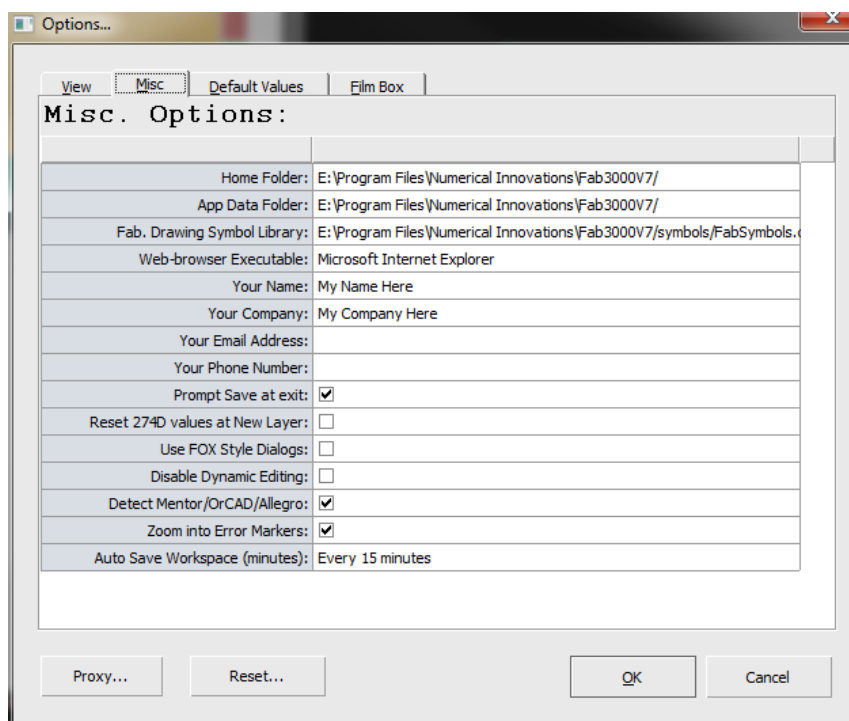 Options...
View Misc Default Values Film Box
Misc. Options:
Home Folder: E:\Program Files\Numerical Innovations\Fab3000V7/
App Data Folder: E:\Program Files\Numerical Innovations\Fab3000V7/
Fab. Drawing Symbol Library: E:\Program Files\Numerical Innovations\Fab3000V7/symbols/FabSymbols.
Web-browser Executable: Microsoft Internet Explorer
Your Name: My Name Here
Your Company: My Company Here
Your Email Address:
Your Phone Number:
Prompt Save at exit:
Reset 274D values at New Layer:
Use FOX Style Dialogs:
Disable Dynamic Editing:
Detect Mentor/OrCAD/Allegro:
Zoom into Error Markers:
Auto Save Workspace (minutes): Every 15 minutes
Proxy... Reset... OK Cancel